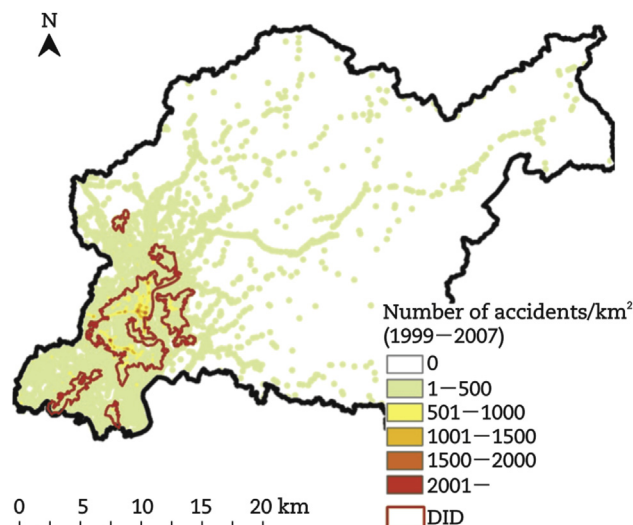 N
Number of accidents/km²
(1999—2007)
0
1—500
501—1000
1001—1500
1500—2000
2001—
DID
0 5 10 15 20 km